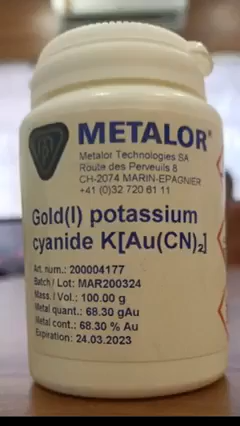 METALOR®
Metalor Technologies SA
Route des Perveuils 8
CH-2074 MARIN-EPAGNIER
+41 (0)32 720 61 11
Gold(I) potassium
cyanide K[Au(CN)₂]
Art. num.: 200004177
Batch / Lot: MAR200324
Mass / Vol.: 100.00 g
Metal quant.: 68.30 gAu
Metal cont.: 68.30 % Au
Expiration: 24.03.2023